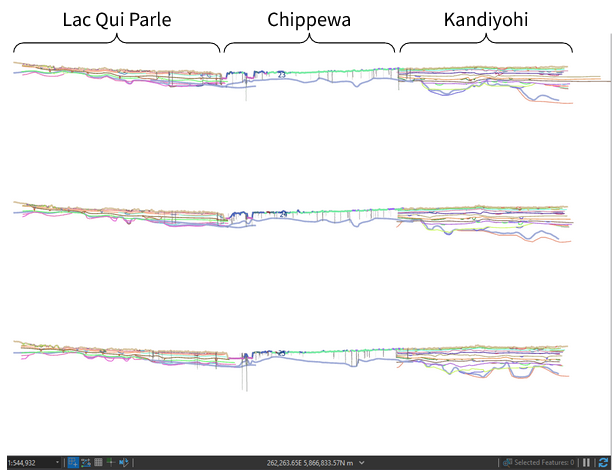 Lac Qui Parle
Chippewa
Kandiyohi
1:544,932
262,263.65E 5,866,833.57N m
Selected Features: 0